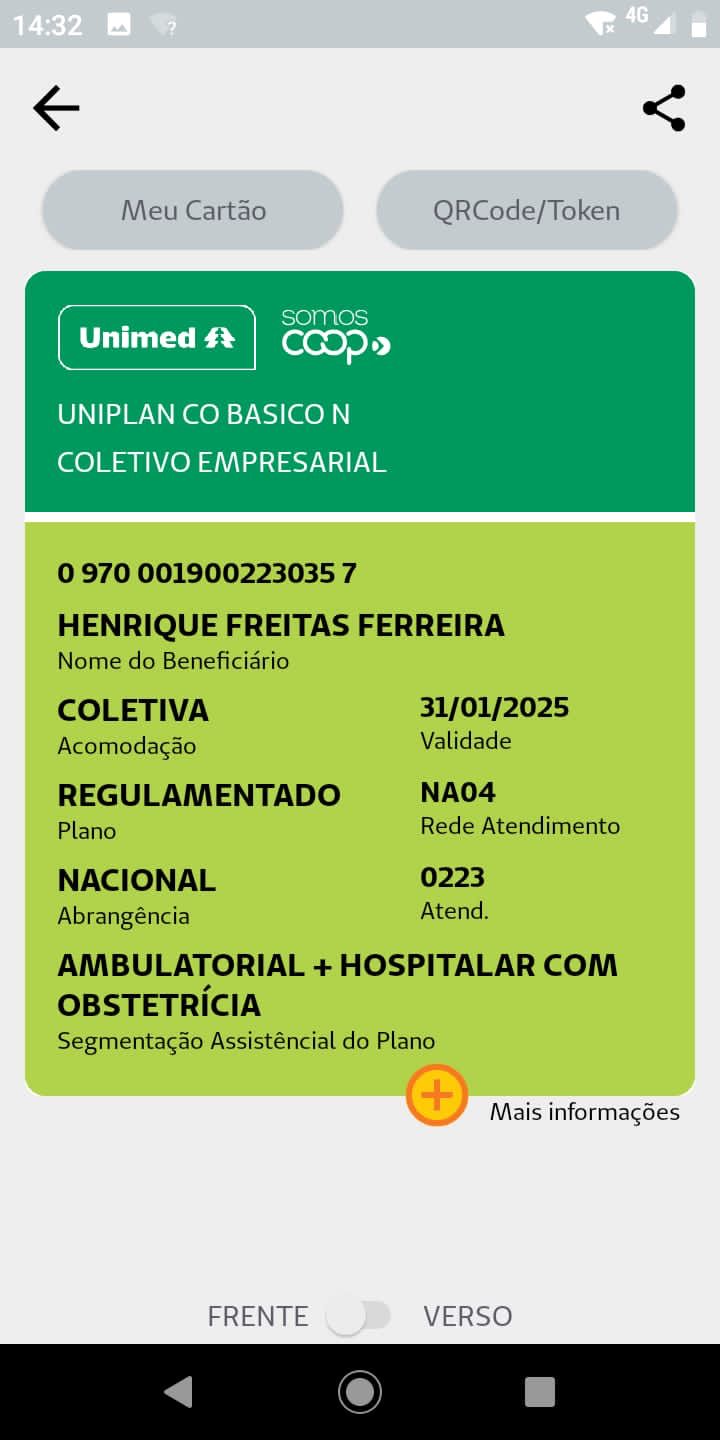 14:32
4G
Meu Cartão
QRCode/Token
Unimed
somos
coop
UNIPLAN CO BASICO N
COLETIVO EMPRESARIAL
0 970 001900223035 7
HENRIQUE FREITAS FERREIRA
Nome do Beneficiário
COLETIVA
31/01/2025
Acomodação
Validade
REGULAMENTADO
NA04
Plano
Rede Atendimento
NACIONAL
0223
Abrangência
Atend.
AMBULATORIAL + HOSPITALAR COM
OBSTETRÍCIA
Segmentação Assistêncial do Plano
Mais informações
FRENTE
VERSO